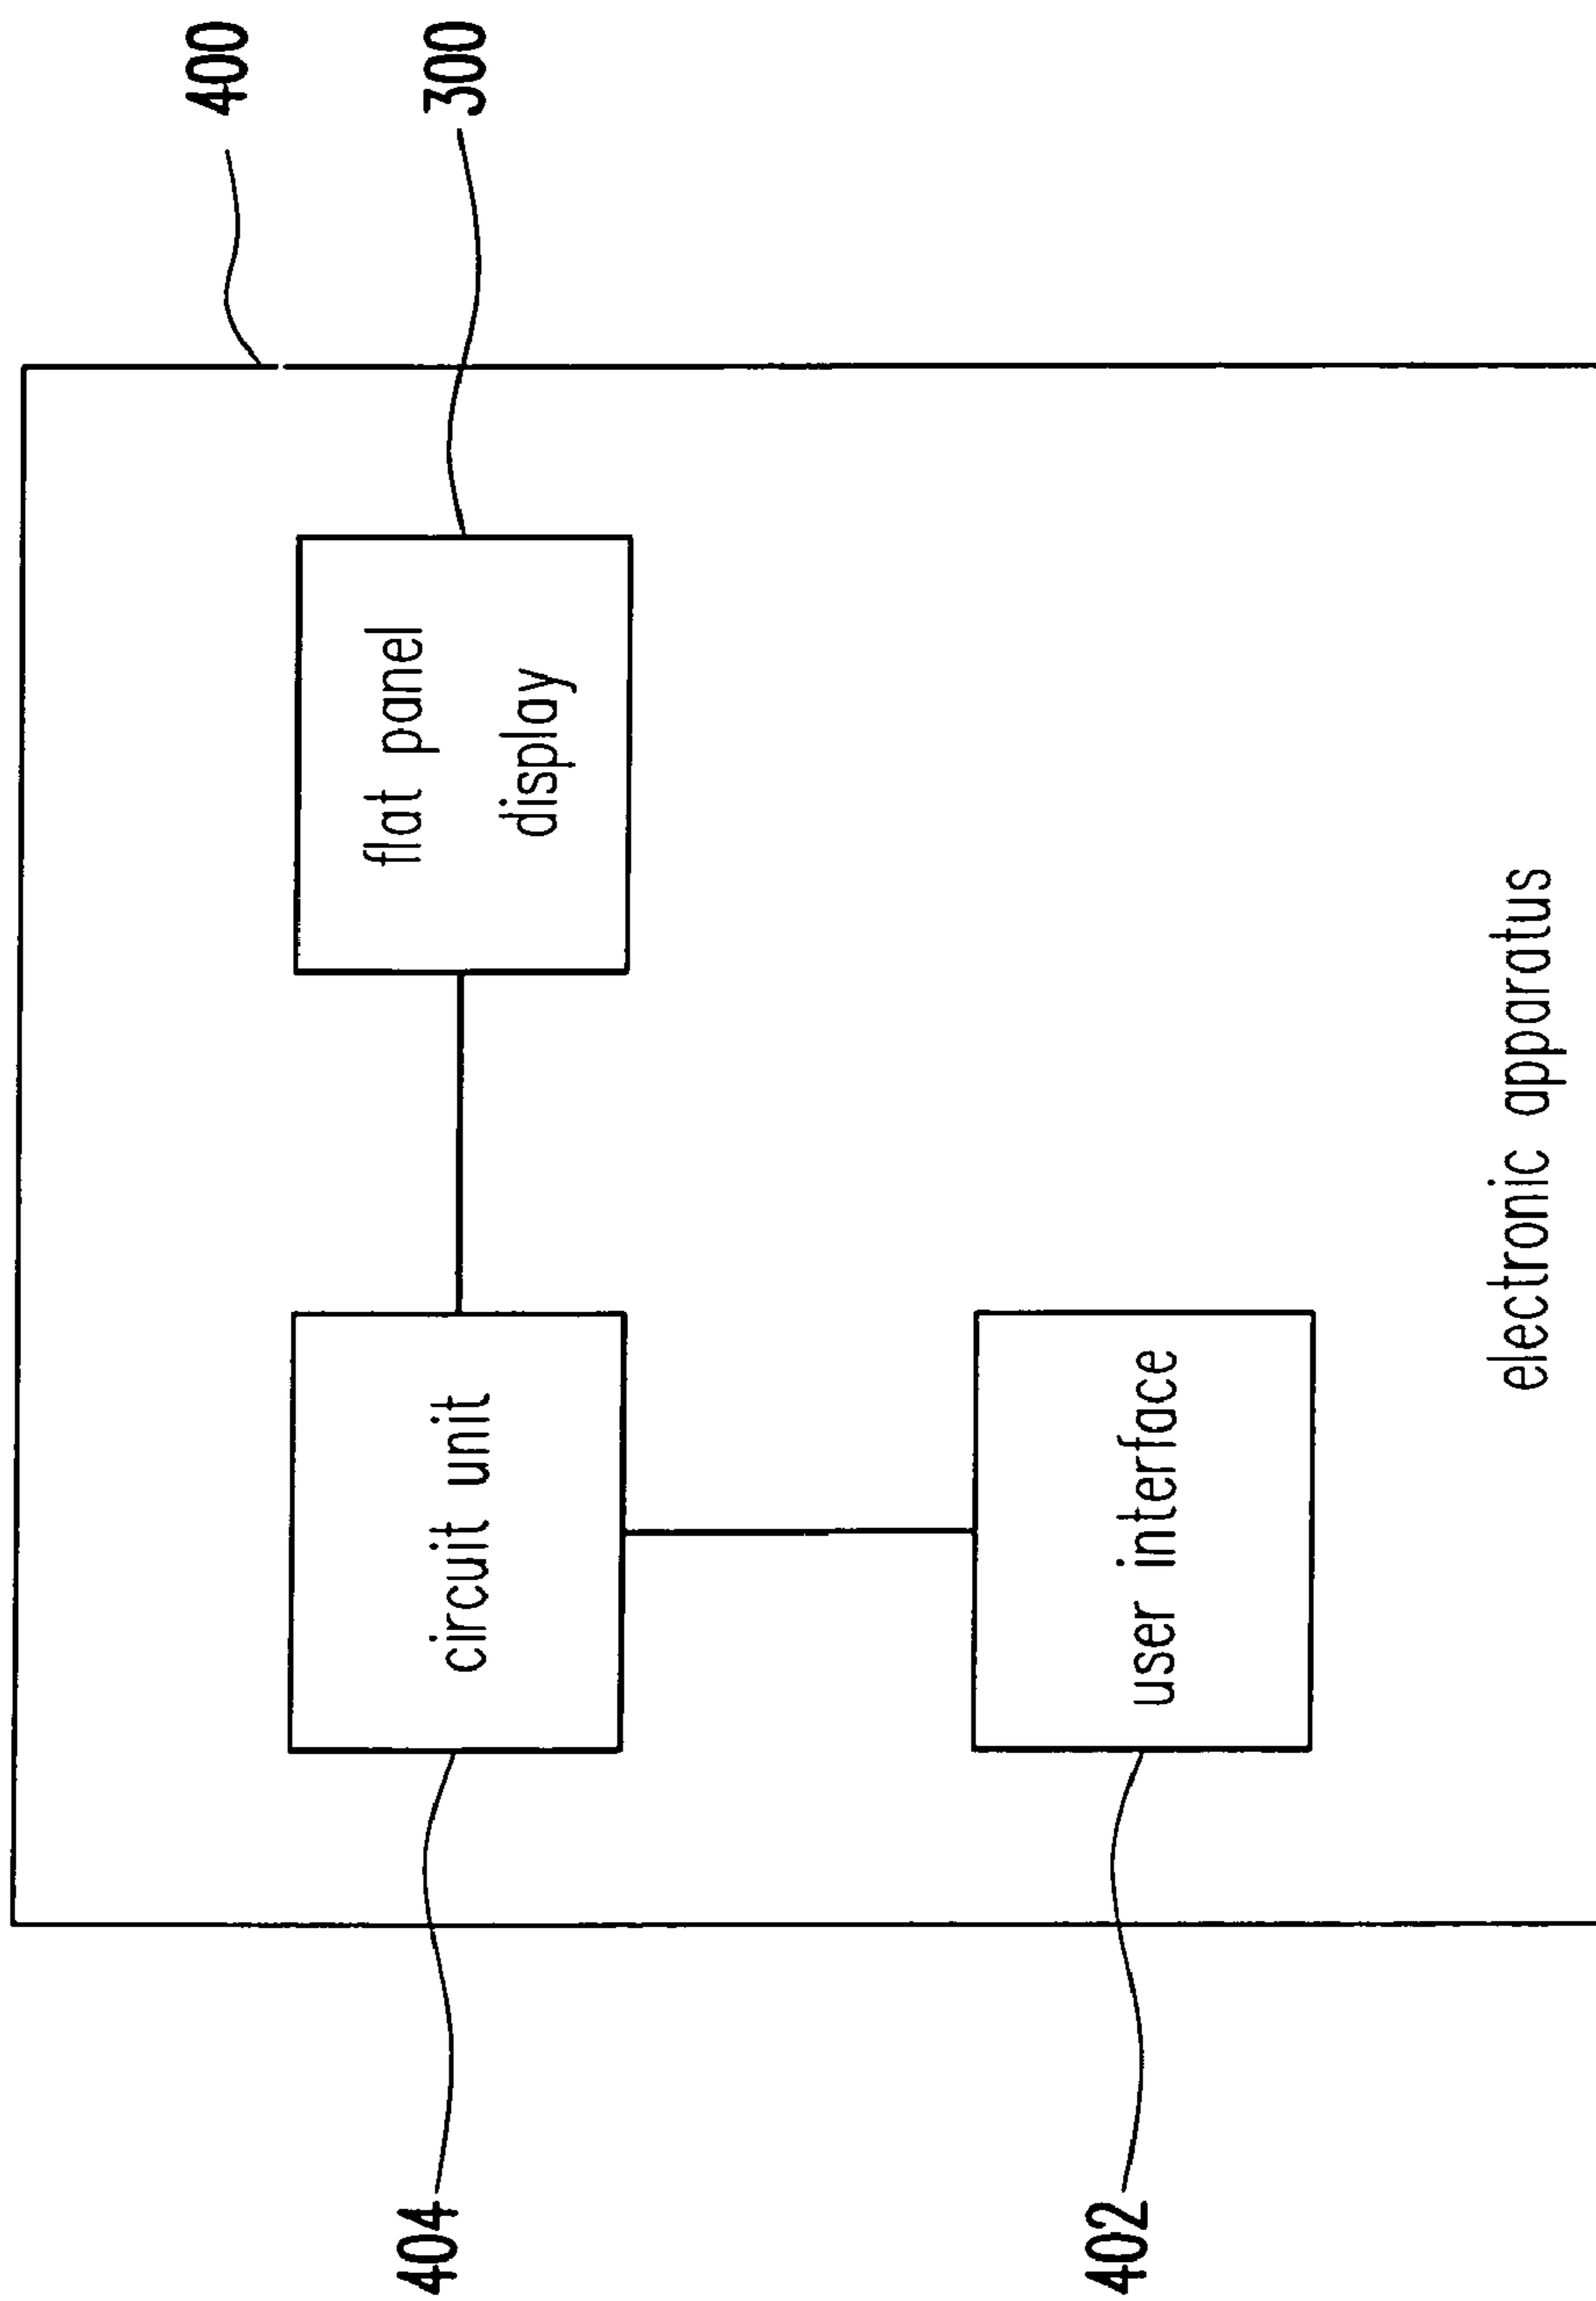 400
404
circuit unit
flat panel
display
300
402
user interface
electronic apparatus